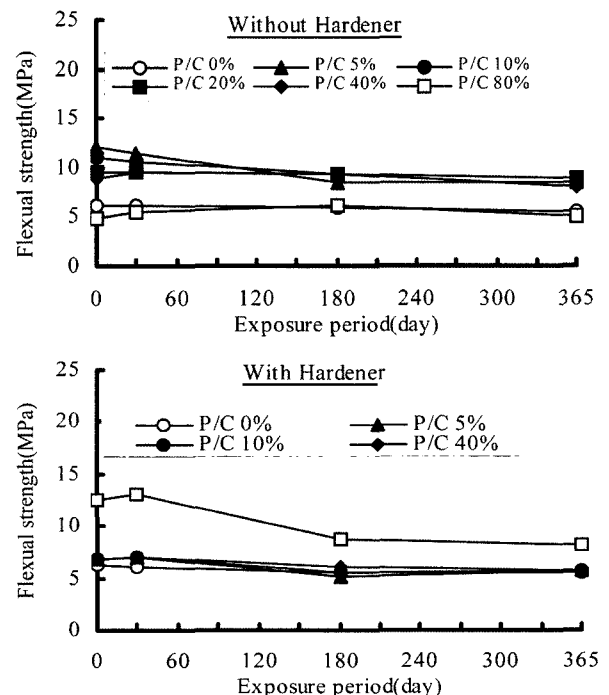 Without Hardener
P/C 0% P/C 5% P/C 10%
P/C 20% P/C 40% P/C 80%
Flexual strength(MPa)
25
20
15
10
5
0
0 60 120 180 240 300 365
Exposure period(day)
With Hardener
P/C 0% P/C 5%
P/C 10% P/C 40%
Flexual strength(MPa)
25
20
15
10
5
0
0 60 120 180 240 300 365
Exposure period(day)